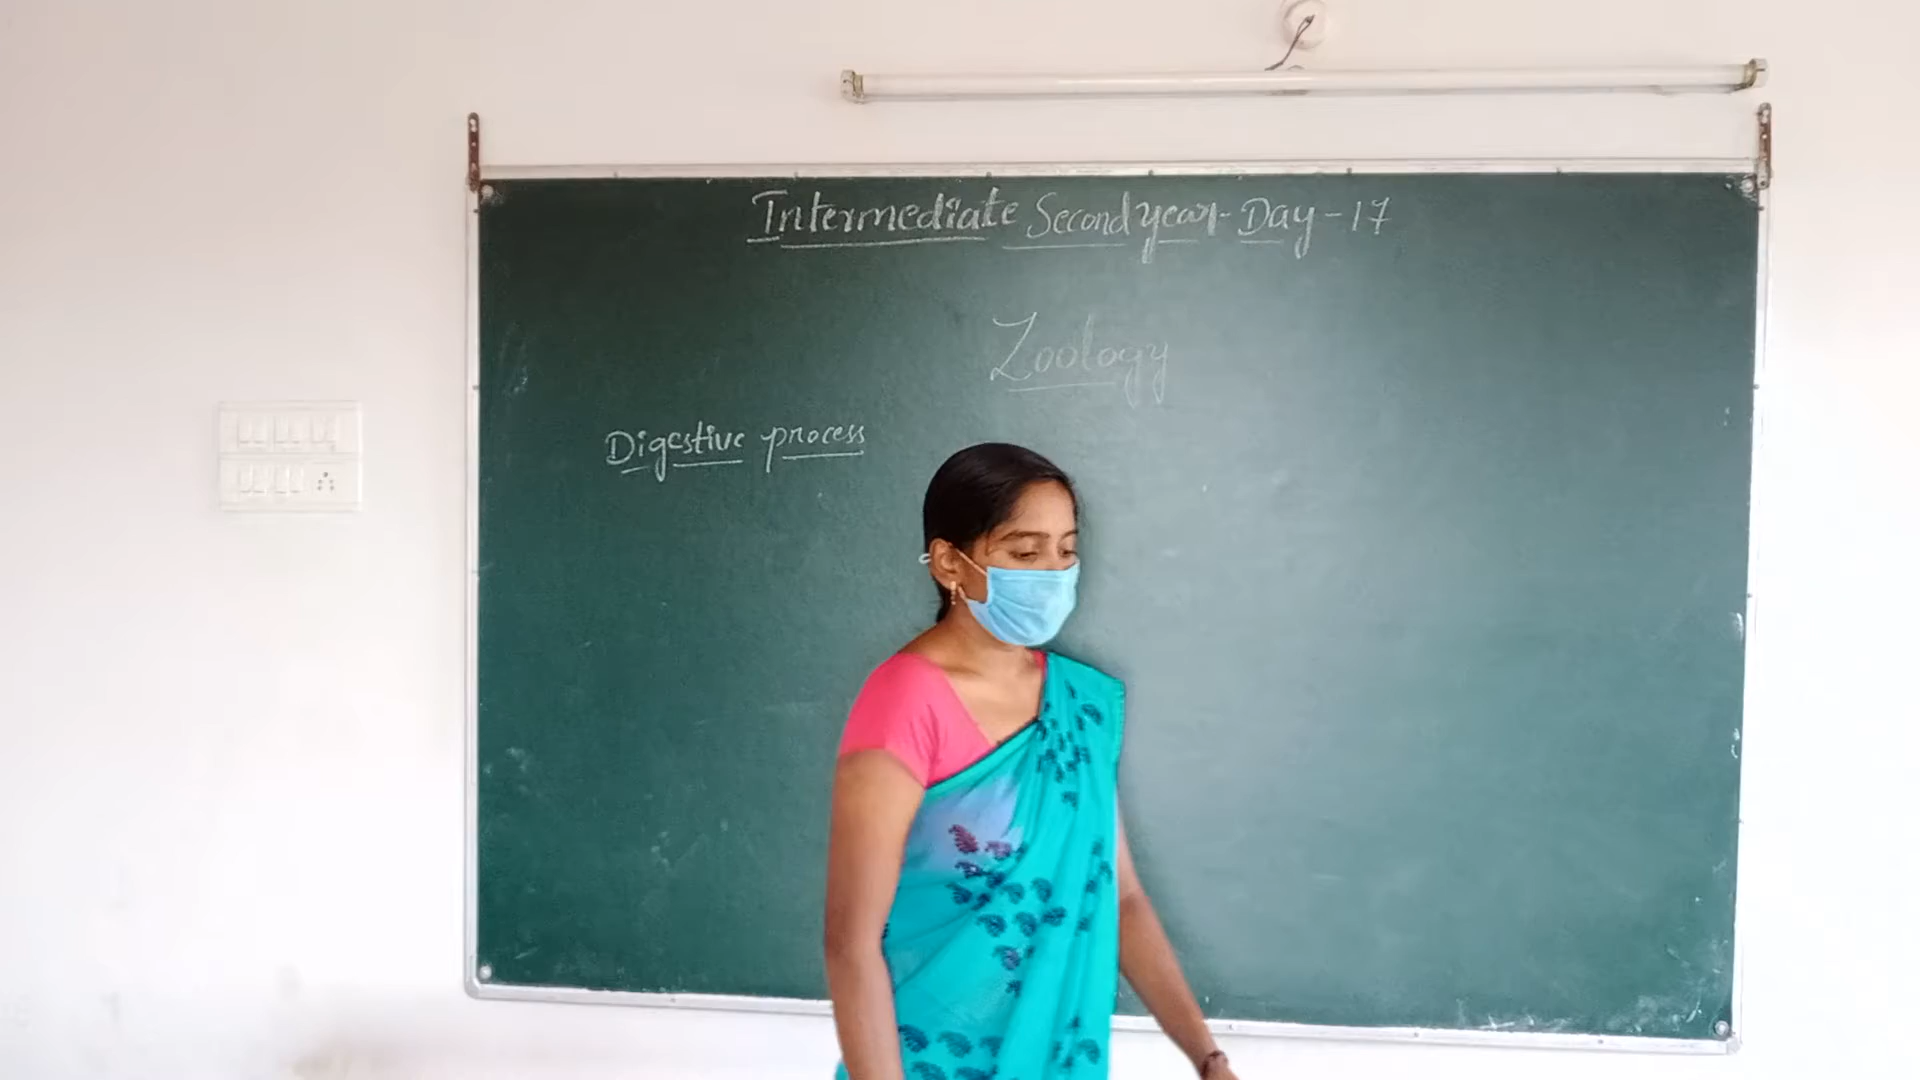 Intermediate Second year - Day - 17
Zoology
Digestive process